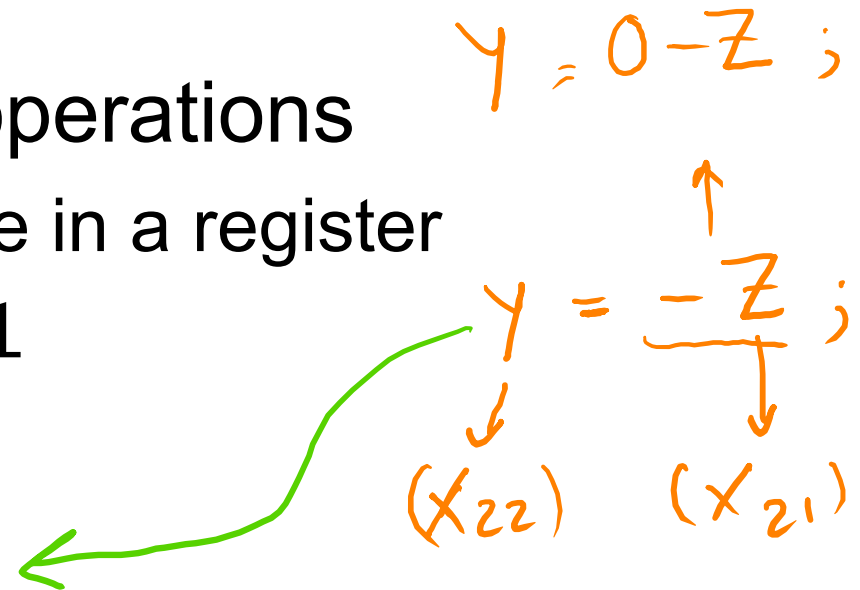 y = 0 - Z ;
operations
e in a register
1
y = - Z ;
(X22) (X21)